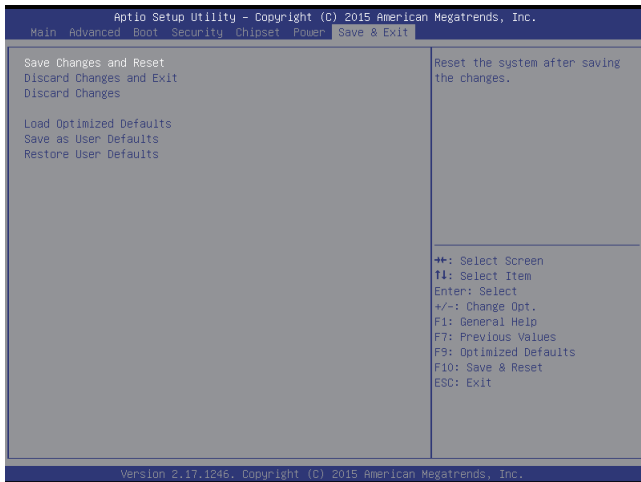 Aptio Setup Utility – Copyright (C) 2015 American Megatrends, Inc.
Main Advanced Boot Security Chipset Power Save & Exit
Save Changes and Reset
Discard Changes and Exit
Discard Changes
Load Optimized Defaults
Save as User Defaults
Restore User Defaults
Reset the system after saving
the changes.
→←: Select Screen
↑↓: Select Item
Enter: Select
+/-: Change Opt.
F1: General Help
F7: Previous Values
F9: Optimized Defaults
F10: Save & Reset
ESC: Exit
Version 2.17.1246. Copyright (C) 2015 American Megatrends, Inc.